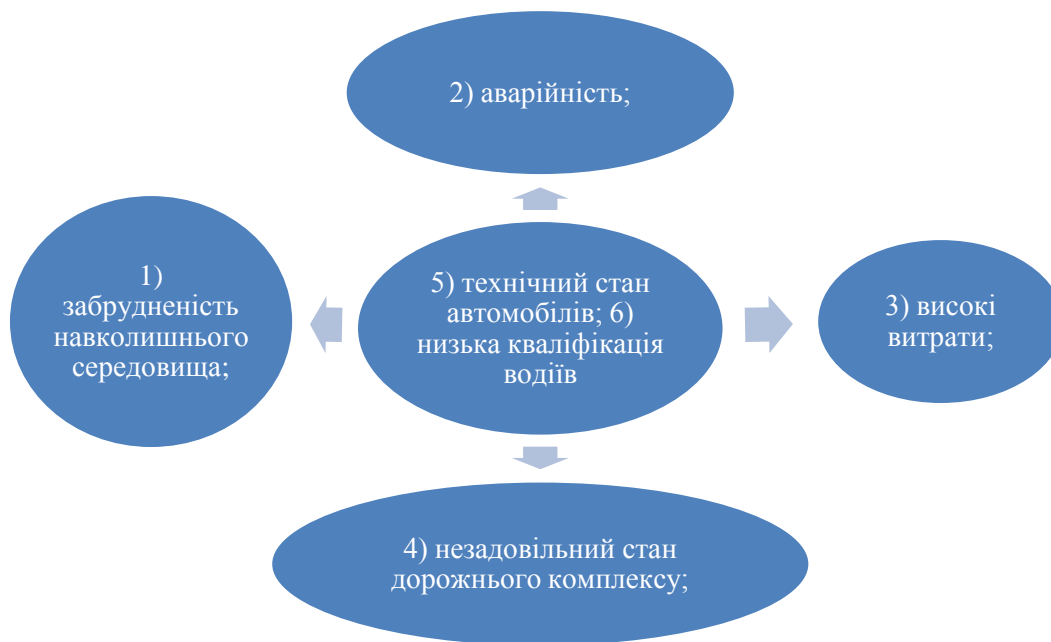 2) аварійність;
1)
забрудненість
навколишнього
середовища;
5) технічний стан
автомобілів; 6)
низька кваліфікація
водіїв
3) високі
витрати;
4) незадовільний стан
дорожнього комплексу;